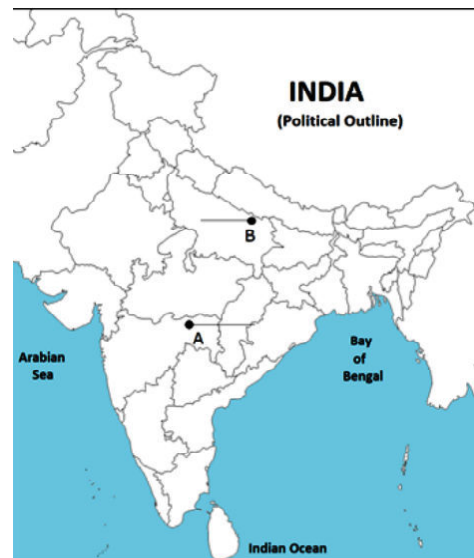 INDIA
(Political Outline)
B
A
Arabian
Sea
Bay
of
Bengal
Indian Ocean